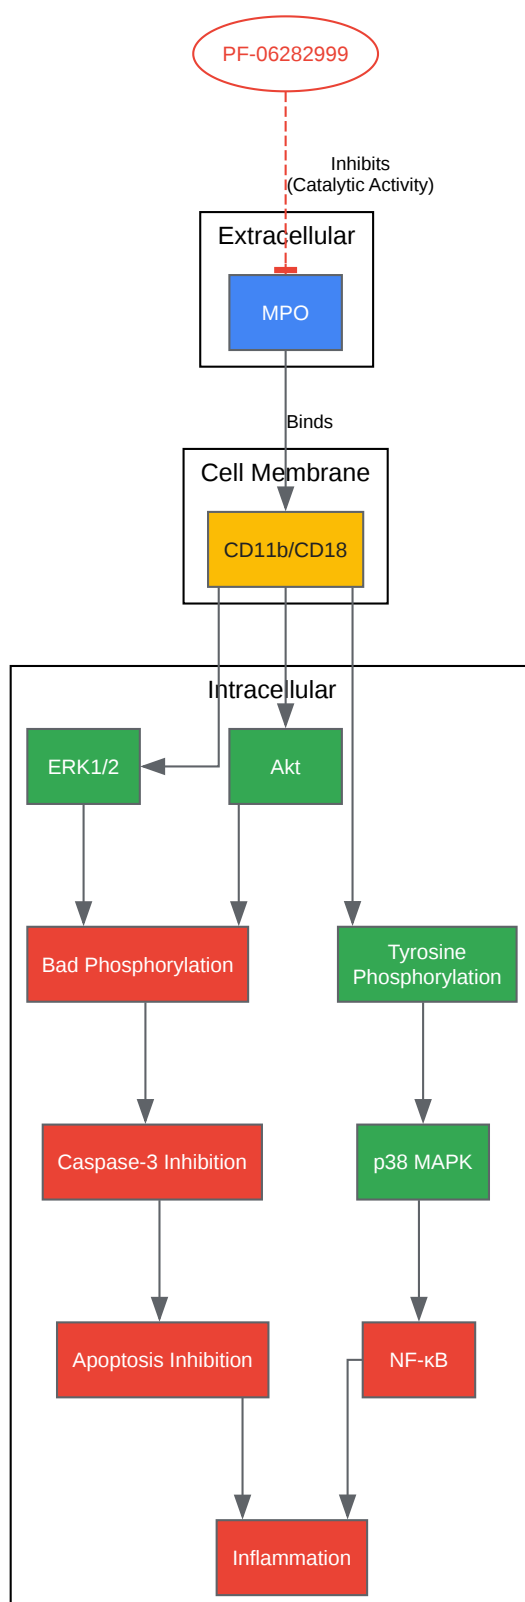 PF-06282999
Inhibits
(Catalytic Activity)
Extracellular
MPO
Binds
Cell Membrane
CD11b/CD18
Intracellular
ERK1/2
Akt
Bad Phosphorylation
Tyrosine
Phosphorylation
Caspase-3 Inhibition
p38 MAPK
Apoptosis Inhibition
NF-κB
Inflammation